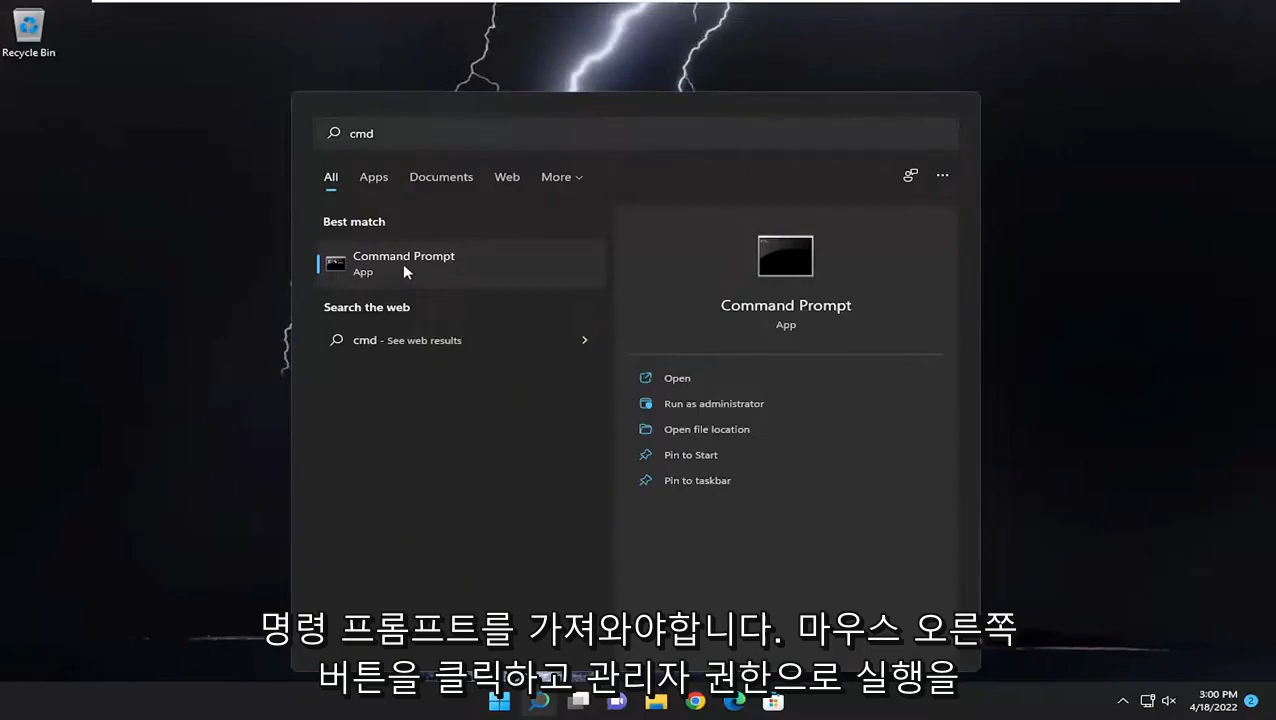 Recycle Bin
cmd
All Apps Documents Web More
Best match
Command Prompt
App
Search the web
cmd - See web results
Command Prompt
App
Open
Run as administrator
Open file location
Pin to Start
Pin to taskbar
명령 프롬프트를 가져와야합니다. 마우스 오른쪽
버튼을 클릭하고 관리자 권한으로 실행을
3:00 PM
4/18/2022
2